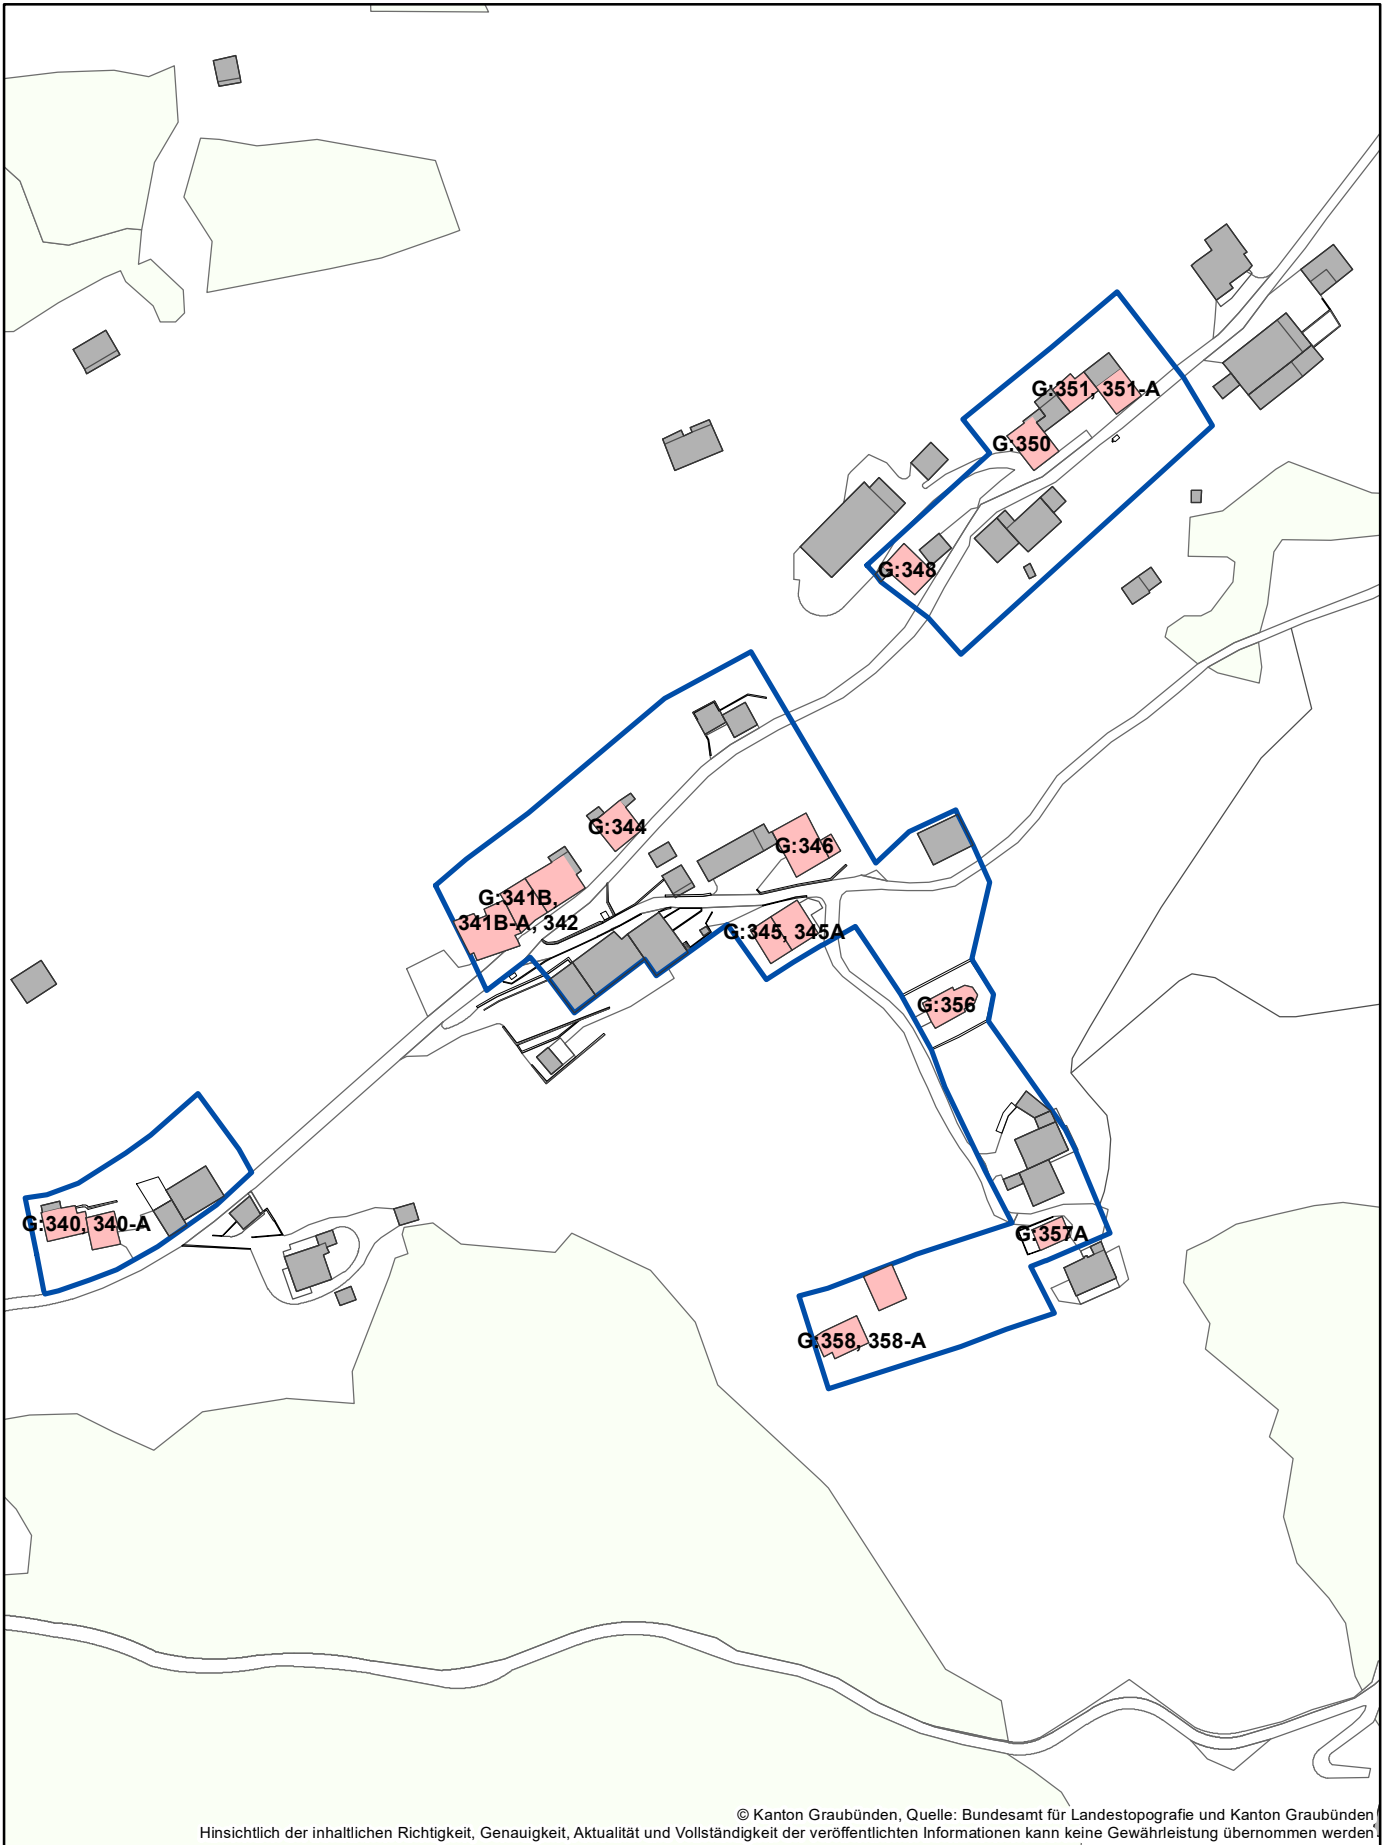 G:351, 351-A
G:350
G:348
G:344
G:346
G:341B,
341B-A, 342
G:345, 345A
G:356
G:340, 340-A
G:357A
G:358, 358-A
© Kanton Graubünden, Quelle: Bundesamt für Landestopografie und Kanton Graubünden
Hinsichtlich der inhaltlichen Richtigkeit, Genauigkeit, Aktualität und Vollständigkeit der veröffentlichten Informationen kann keine Gewährleistung übernommen werden.